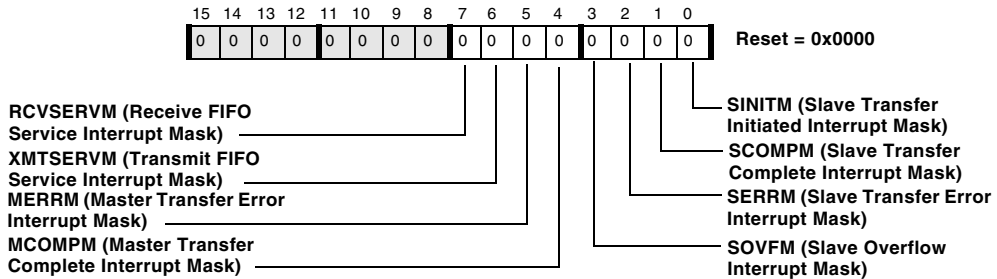 15 14 13 12 11 10 9 8 7 6 5 4 3 2 1 0
0 0 0 0 0 0 0 0 0 0 0 0 0 0 0 0 Reset = 0x0000
RCVSERVM (Receive FIFO
Service Interrupt Mask)
XMTSERVM (Transmit FIFO
Service Interrupt Mask)
MERRM (Master Transfer Error
Interrupt Mask)
MCOMPM (Master Transfer
Complete Interrupt Mask)
SINITM (Slave Transfer
Initiated Interrupt Mask)
SCOMPM (Slave Transfer
Complete Interrupt Mask)
SERRM (Slave Transfer Error
Interrupt Mask)
SOVFM (Slave Overflow
Interrupt Mask)